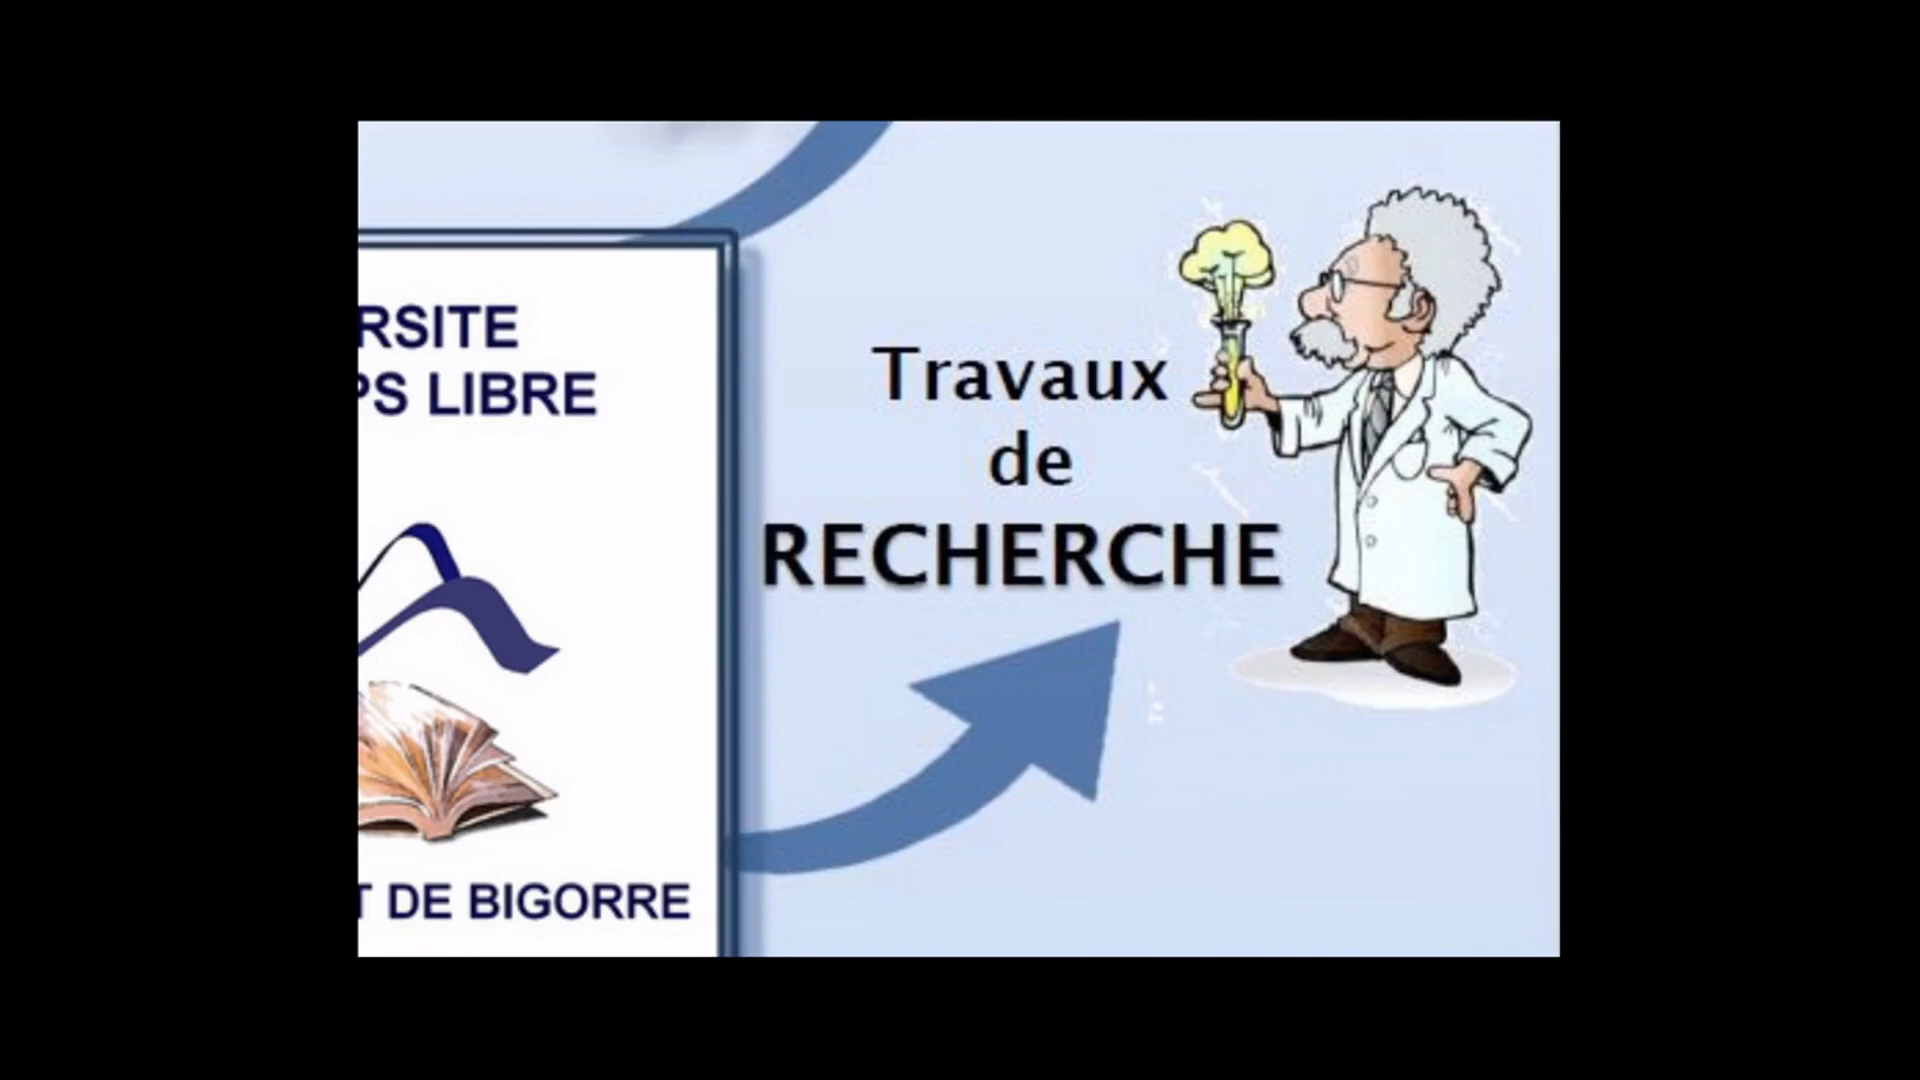 RSITE
PS LIBRE
T DE BIGORRE
Travaux
de
RECHERCHE